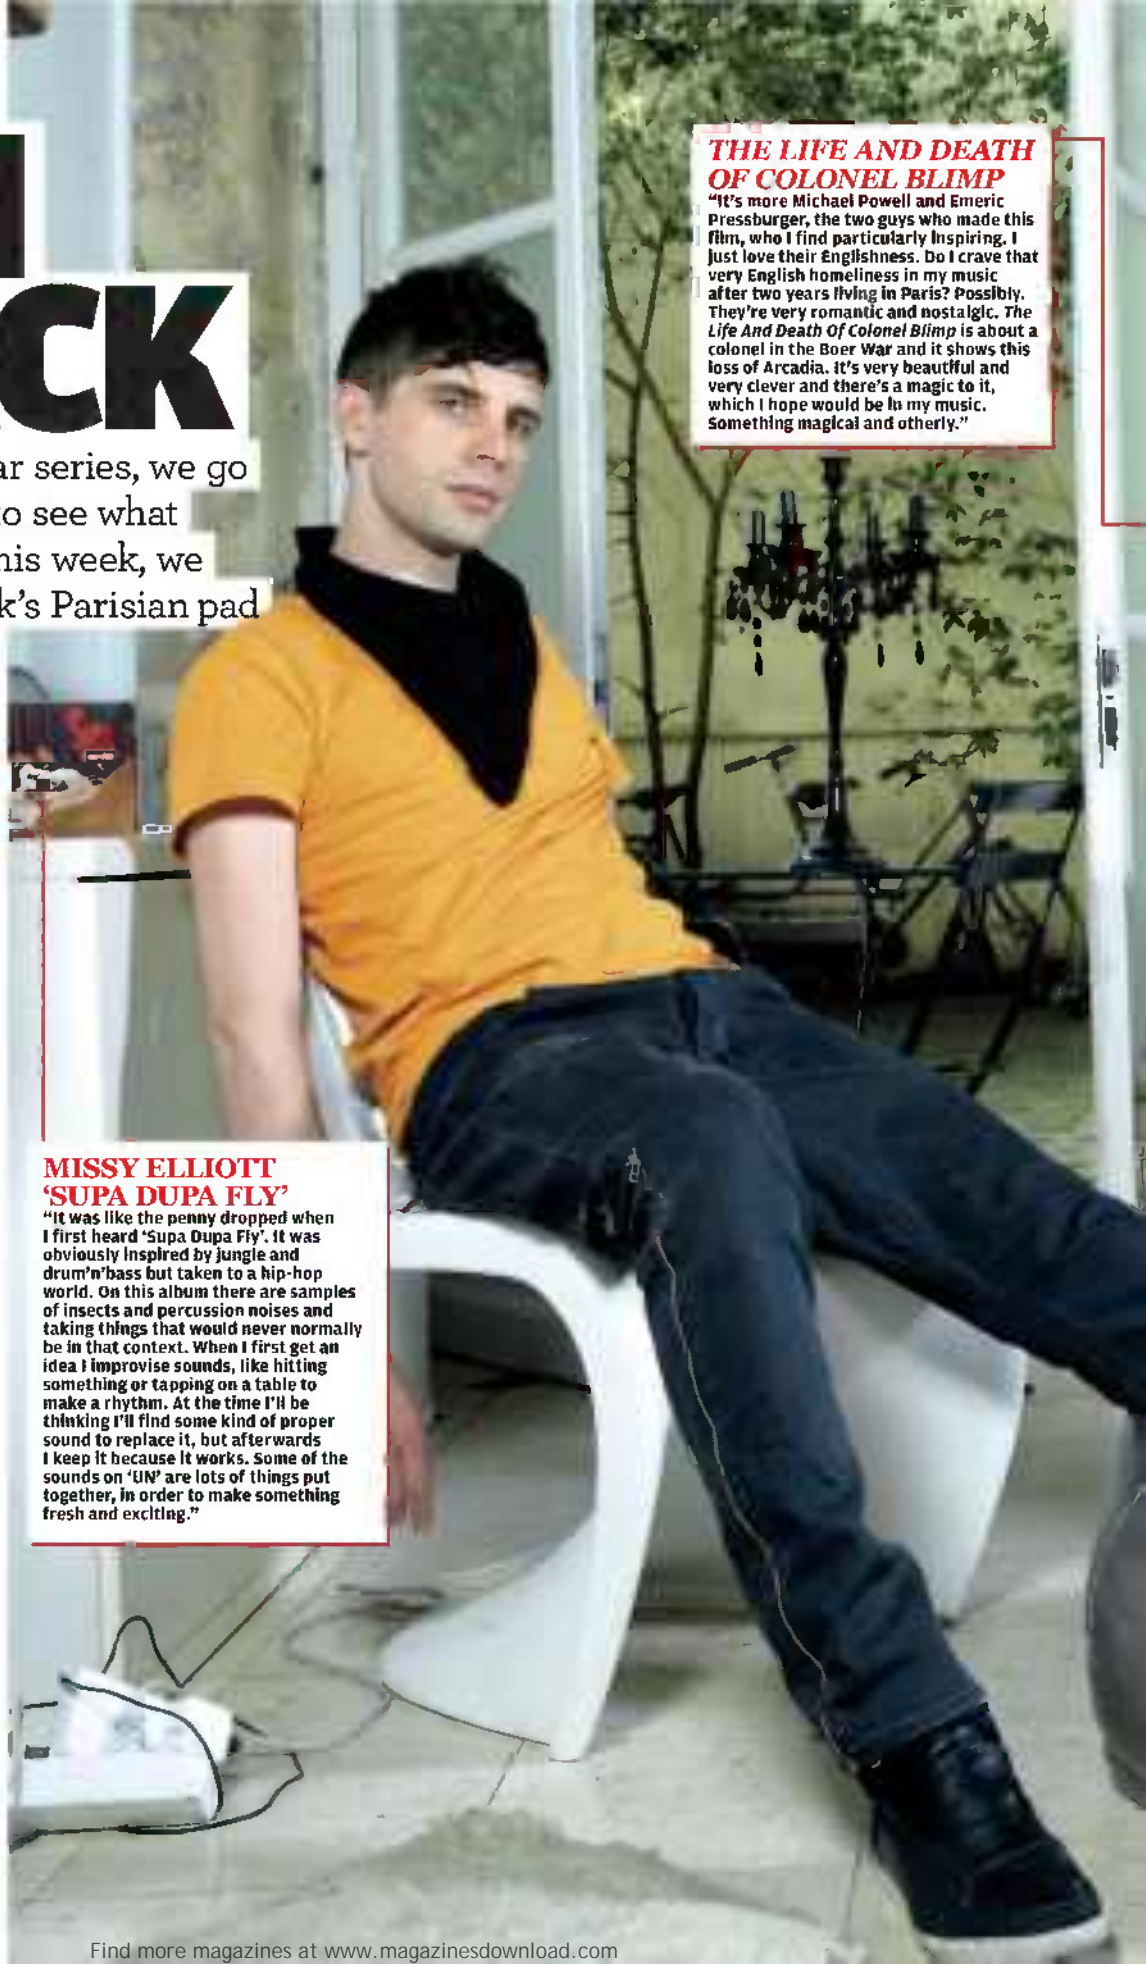 CK
ar series, we go
to see what
his week, we
k's Parisian pad
THE LIFE AND DEATH
OF COLONEL BLIMP
“It's more Michael Powell and Emeric
Pressburger, the two guys who made this
film, who I find particularly inspiring. I
just love their Englishness. Do I crave that
very English homeliness in my music
after two years living in Paris? Possibly.
They're very romantic and nostalgic. The
Life And Death Of Colonel Blimp is about a
colonel in the Boer War and it shows this
loss of Arcadia. It's very beautiful and
very clever and there's a magic to it,
which I hope would be in my music.
Something magical and otherly.”
MISSY ELLIOTT
‘SUPA DUPA FLY’
“It was like the penny dropped when
I first heard ‘Supa Dupa Fly’. It was
obviously inspired by jungle and
drum'n'bass but taken to a hip-hop
world. On this album there are samples
of insects and percussion noises and
taking things that would never normally
be in that context. When I first get an
idea I improvise sounds, like hitting
something or tapping on a table to
make a rhythm. At the time I'll be
thinking I'll find some kind of proper
sound to replace it, but afterwards
I keep it because it works. Some of the
sounds on ‘UN’ are lots of things put
together, in order to make something
fresh and exciting.”
Find more magazines at www.magazinesdownload.com